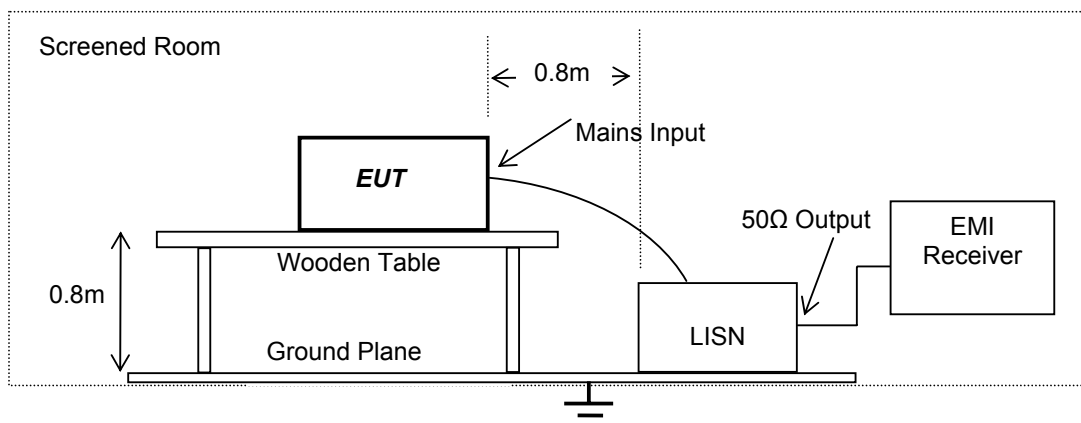 Screened Room
0.8m
Mains Input
EUT
50Ω Output
EMI
Receiver
Wooden Table
0.8m
LISN
Ground Plane